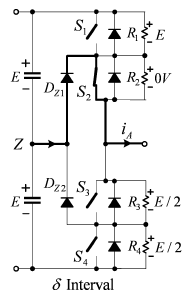 S1
+
R1
E
−
+
E
−
DZ1
S2
+
R2
0V
−
Z
iA
DZ2
S3
+
R3
E / 2
−
+
E
−
S4
+
R4
E / 2
−
δ Interval